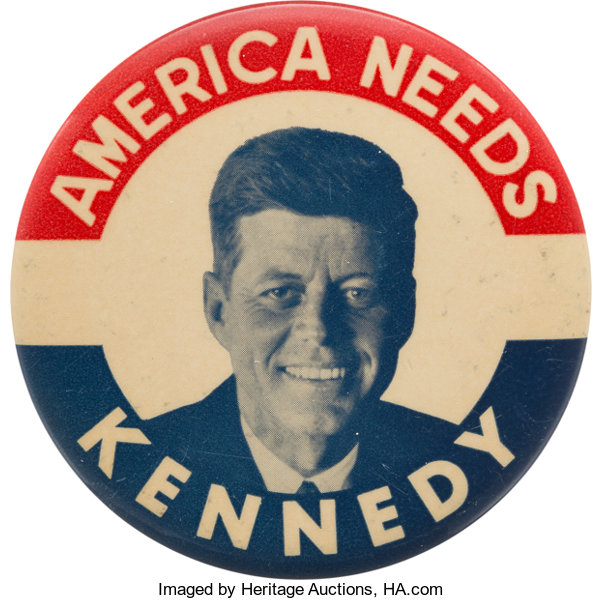 AMERICA NEEDS
KENNEDY
Imaged by Heritage Auctions, HA.com